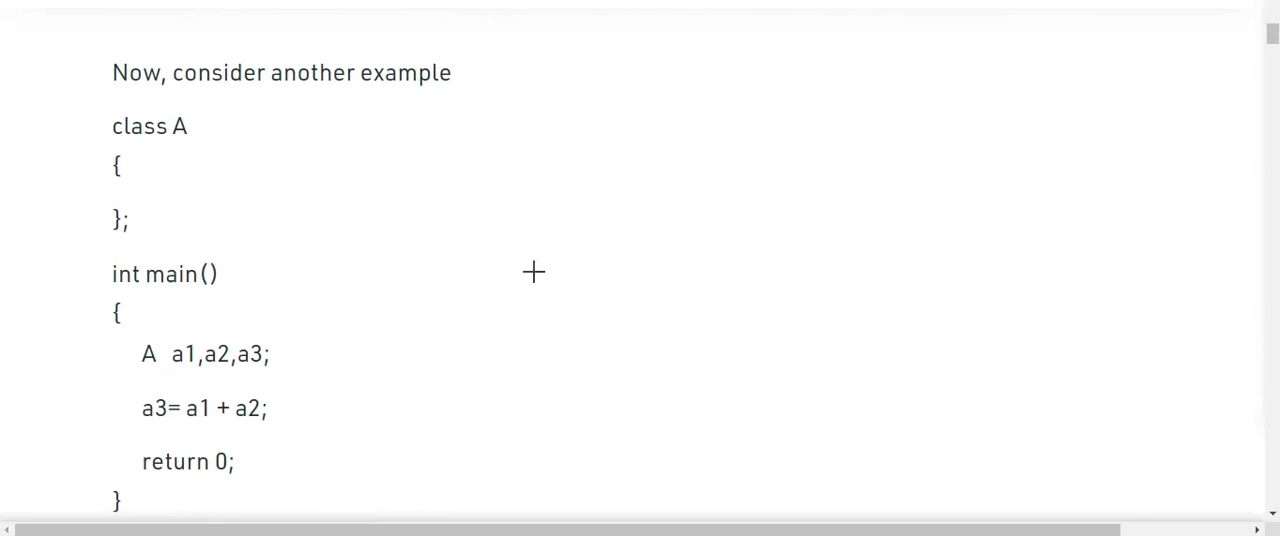 Now, consider another example
class A
{
};
int main()
{
A a1,a2,a3;
a3= a1 + a2;
return 0;
}